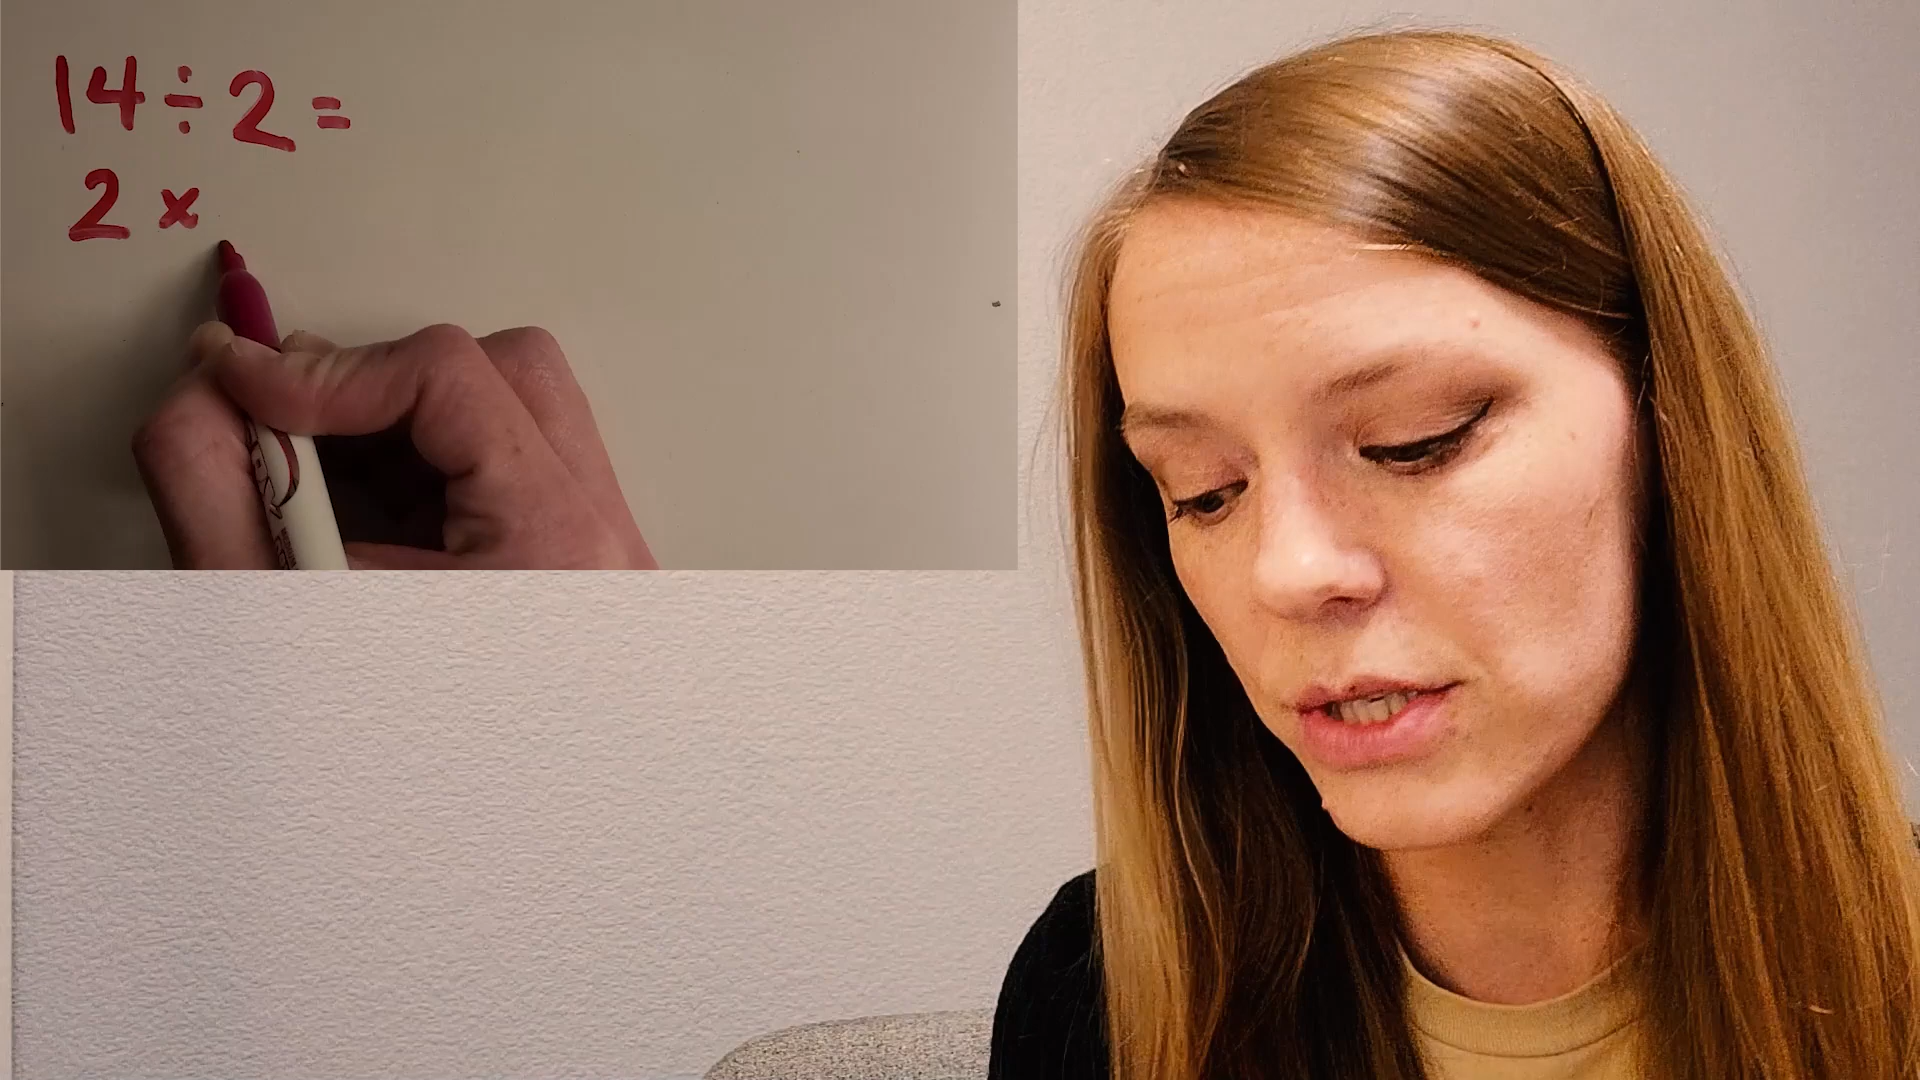 14 ÷ 2 =
2 ×